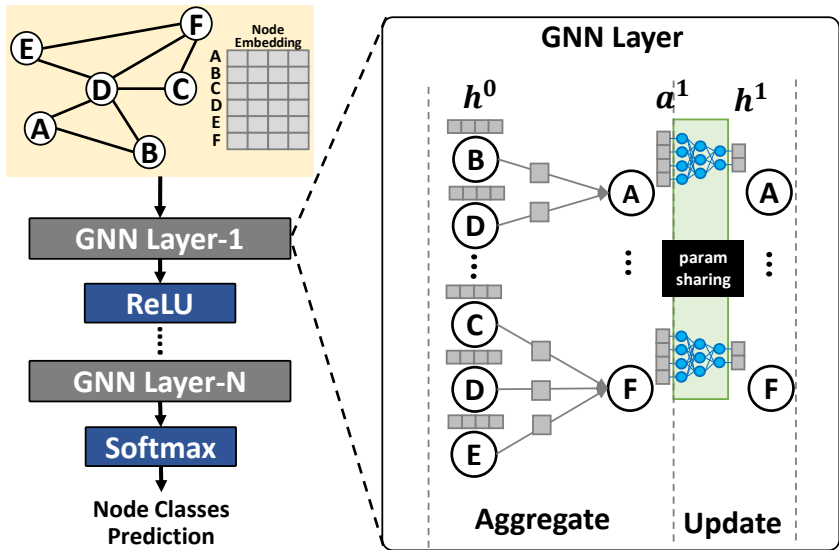 E
F
D
C
A
B
Node
Embedding
A
B
C
D
E
F
GNN Layer-1
ReLU
GNN Layer-N
Softmax
Node Classes
Prediction
GNN Layer
h⁰
a¹
h¹
B
D
A
A
param
sharing
C
D
E
F
F
Aggregate
Update